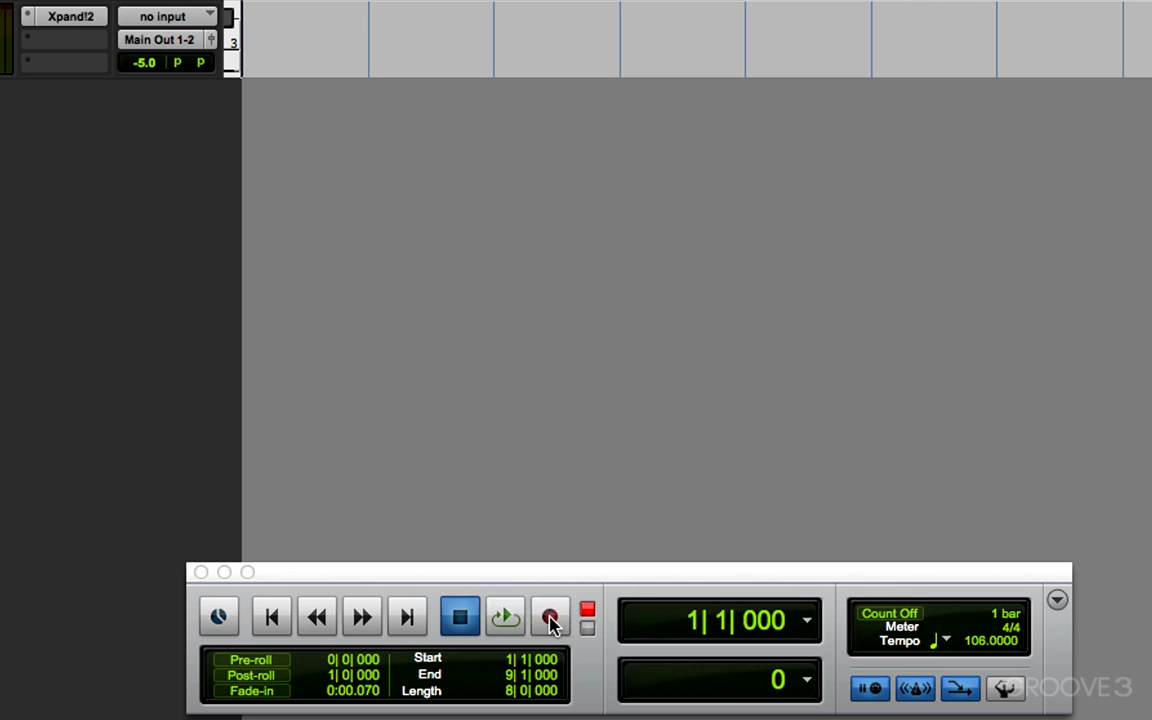 Xpand!2 no input
Main Out 1-2 3
-5.0 P P
1| 1| 000
Count Off 1 bar
Meter 4/4
Tempo 106.0000
Pre-roll 0| 0| 000 Start 1| 1| 000
Post-roll 1| 0| 000 End 9| 1| 000
Fade-in 0:00.070 Length 8| 0| 000
0
GROOVE3